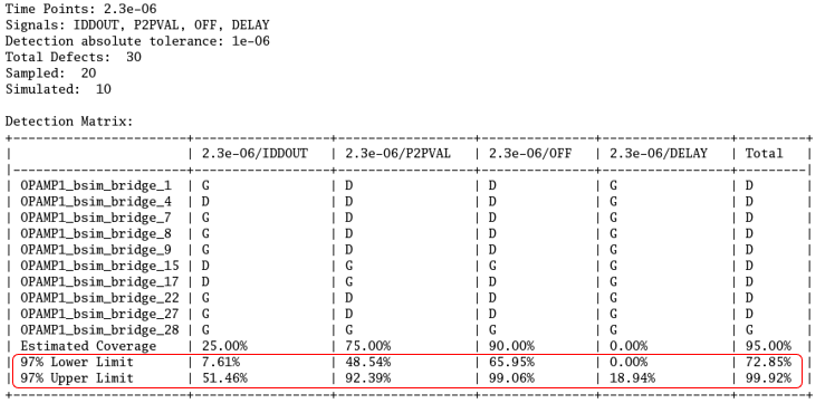 Time Points: 2.3e-06
Signals: IDDOUT, P2PVAL, OFF, DELAY
Detection absolute tolerance: 1e-06
Total Defects: 30
Sampled: 20
Simulated: 10
Detection Matrix:
| | 2.3e-06/IDDOUT | 2.3e-06/P2PVAL | 2.3e-06/OFF | 2.3e-06/DELAY | Total |
| OPAMP1_bsim_bridge_1 | G | D | D | G | D |
| OPAMP1_bsim_bridge_4 | D | D | D | G | D |
| OPAMP1_bsim_bridge_7 | G | D | D | G | D |
| OPAMP1_bsim_bridge_8 | G | D | D | G | D |
| OPAMP1_bsim_bridge_9 | G | D | D | G | D |
| OPAMP1_bsim_bridge_15 | D | G | G | G | D |
| OPAMP1_bsim_bridge_17 | D | D | D | G | D |
| OPAMP1_bsim_bridge_22 | G | D | D | G | D |
| OPAMP1_bsim_bridge_27 | G | D | D | G | D |
| OPAMP1_bsim_bridge_28 | G | G | G | G | G |
| Estimated Coverage | 25.00% | 75.00% | 90.00% | 0.00% | 95.00% |
| 97% Lower Limit | 7.61% | 48.54% | 65.95% | 0.00% | 72.85% |
| 97% Upper Limit | 51.46% | 92.39% | 99.06% | 18.94% | 99.92% |